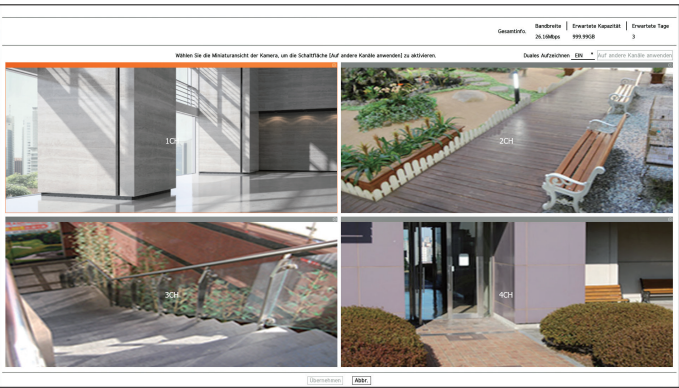 Gesamtinfo. Bandbreite Erwartete Kapazität Erwartete Tage
26.16Mbps 999.99GB 3
Wählen Sie die Miniaturansicht der Kamera, um die Schaltfläche [Auf andere Kanäle anwenden] zu aktivieren. Duales Aufzeichnen EIN Auf andere Kanäle anwenden
1CH
2CH
3CH
4CH
Übernehmen Abbr.